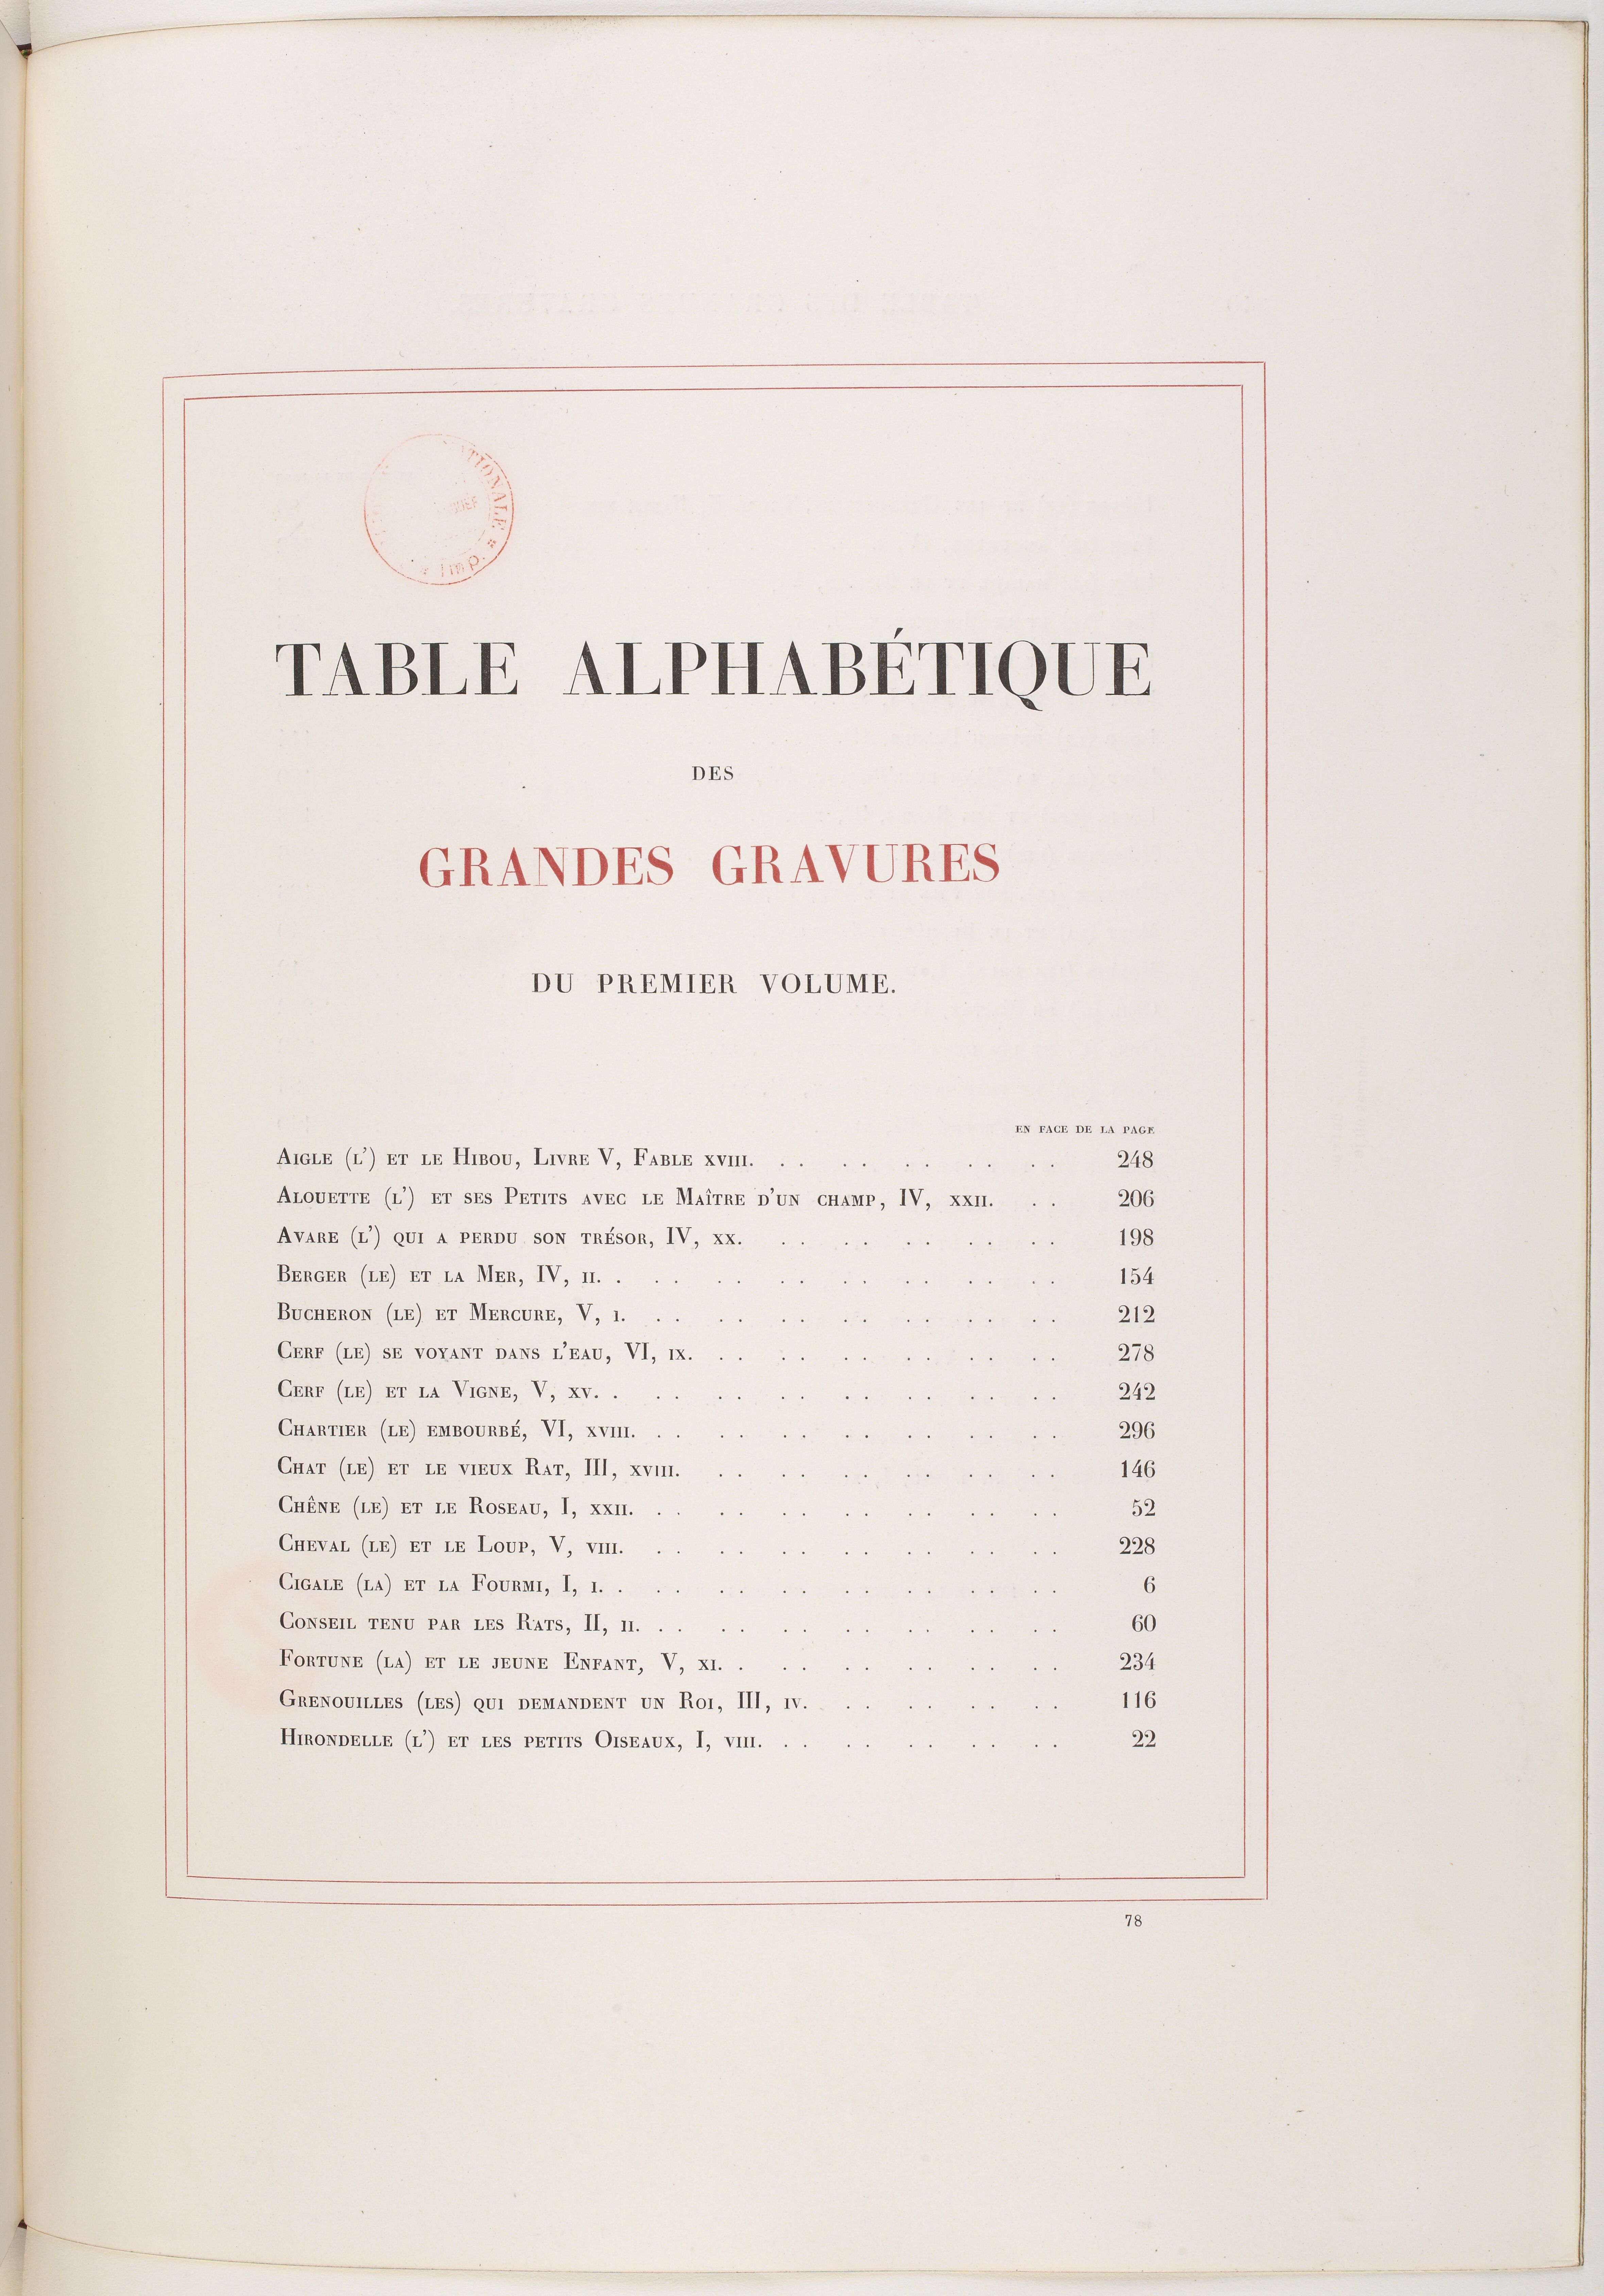 TIONALE
Imp.
TABLE ALPHABÉTIQUE
DES
GRANDES GRAVURES
DU PREMIER VOLUME.
EN FACE DE LA PAGE
AIGLE (L') ET LE HIBOU, LIVRE V, FABLE XVIII. . . . . . . . . . . 248
ALOUETTE (L') ET SES PETITS AVEC LE MAÎTRE D'UN CHAMP, IV, XXII. . . 206
AVARE (L') QUI A PERDU SON TRÉSOR, IV, XX. . . . . . . . . . . 198
BERGER (LE) ET LA MER, IV, II. . . . . . . . . . . . . . . . 154
BUCHERON (LE) ET MERCURE, V, I. . . . . . . . . . . . . . . 212
CERF (LE) SE VOYANT DANS L'EAU, VI, IX. . . . . . . . . . . . . 278
CERF (LE) ET LA VIGNE, V, XV. . . . . . . . . . . . . . . . 242
CHARTIER (LE) EMBOURBÉ, VI, XVIII. . . . . . . . . . . . . . . 296
CHAT (LE) ET LE VIEUX RAT, III, XVIII. . . . . . . . . . . . . 146
CHÊNE (LE) ET LE ROSEAU, I, XXII. . . . . . . . . . . . . . . 52
CHEVAL (LE) ET LE LOUP, V, VIII. . . . . . . . . . . . . . . 228
CIGALE (LA) ET LA FOURMI, I, I. . . . . . . . . . . . . . . . 6
CONSEIL TENU PAR LES RATS, II, II. . . . . . . . . . . . . . . 60
FORTUNE (LA) ET LE JEUNE ENFANT, V, XI. . . . . . . . . . . . . 234
GRENOUILLES (LES) QUI DEMANDENT UN ROI, III, IV. . . . . . . . . . 116
HIRONDELLE (L') ET LES PETITS OISEAUX, I, VIII. . . . . . . . . . . 22
78